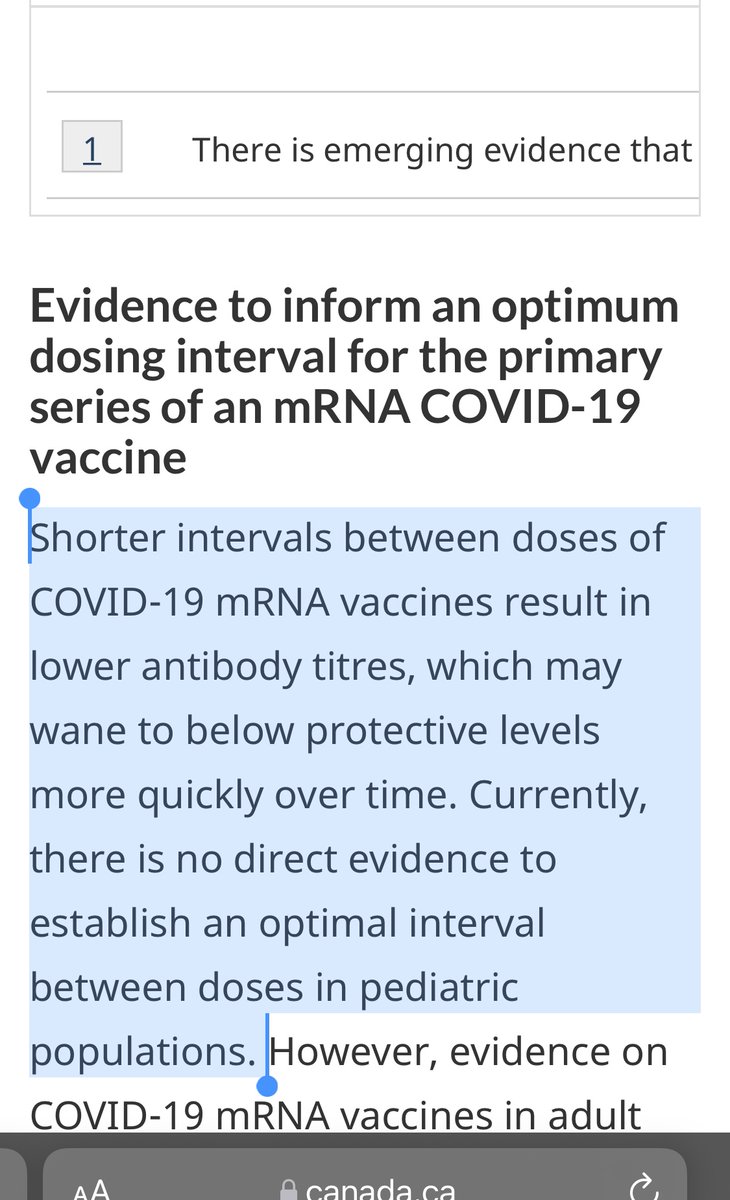 1 There is emerging evidence that
Evidence to inform an optimum
dosing interval for the primary
series of an mRNA COVID-19
vaccine
Shorter intervals between doses of
COVID-19 mRNA vaccines result in
lower antibody titres, which may
wane to below protective levels
more quickly over time. Currently,
there is no direct evidence to
establish an optimal interval
between doses in pediatric
populations. However, evidence on
COVID-19 mRNA vaccines in adult
AA canada.ca